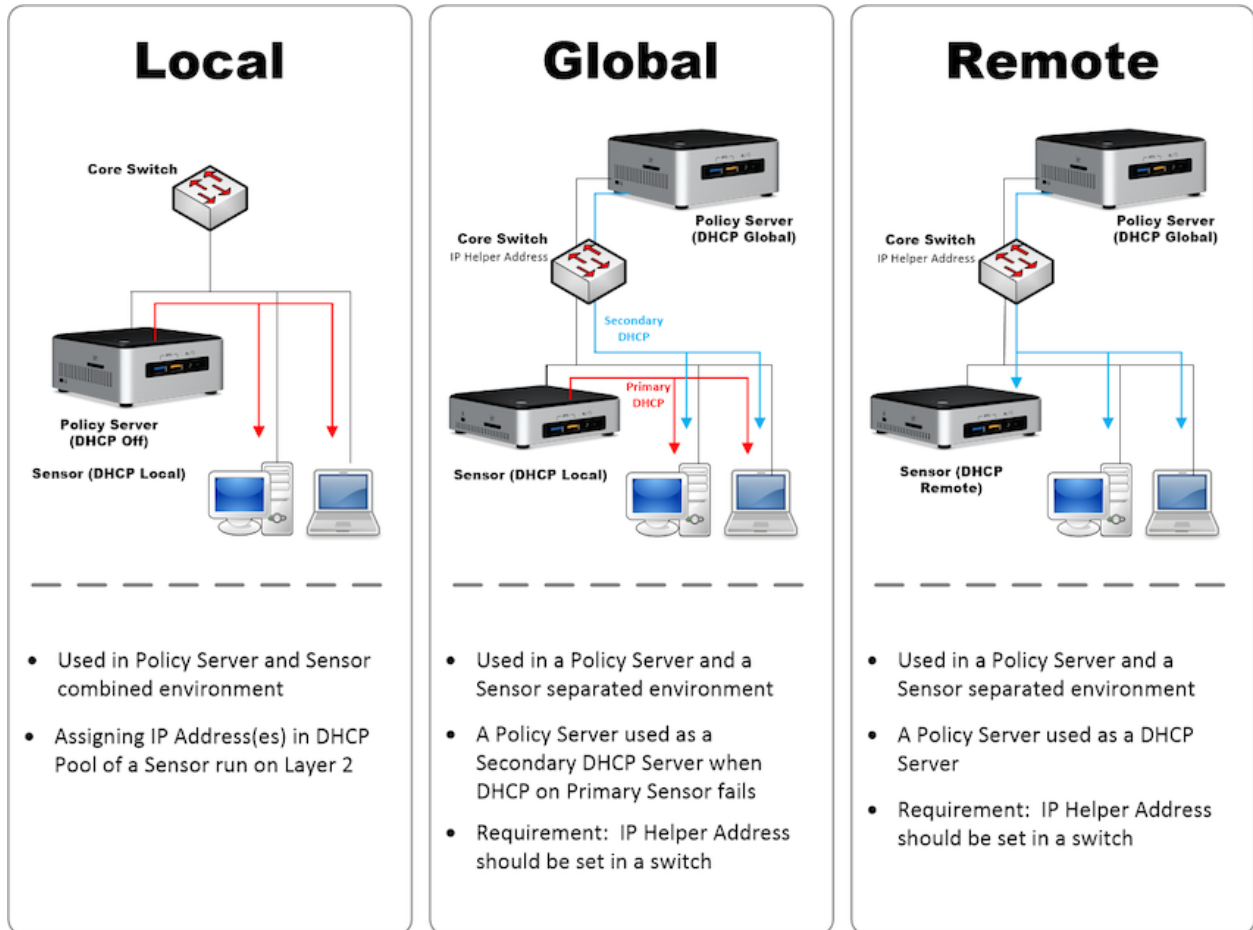 Local
Core Switch
Policy Server
(DHCP Off)
Sensor (DHCP Local)
• Used in Policy Server and Sensor
combined environment
• Assigning IP Address(es) in DHCP
Pool of a Sensor run on Layer 2
Global
Policy Server
(DHCP Global)
Core Switch
IP Helper Address
Secondary
DHCP
Primary
DHCP
Sensor (DHCP Local)
• Used in a Policy Server and a
Sensor separated environment
• A Policy Server used as a
Secondary DHCP Server when
DHCP on Primary Sensor fails
• Requirement: IP Helper Address
should be set in a switch
Remote
Policy Server
(DHCP Global)
Core Switch
IP Helper Address
Sensor (DHCP
Remote)
• Used in a Policy Server and a
Sensor separated environment
• A Policy Server used as a DHCP
Server
• Requirement: IP Helper Address
should be set in a switch